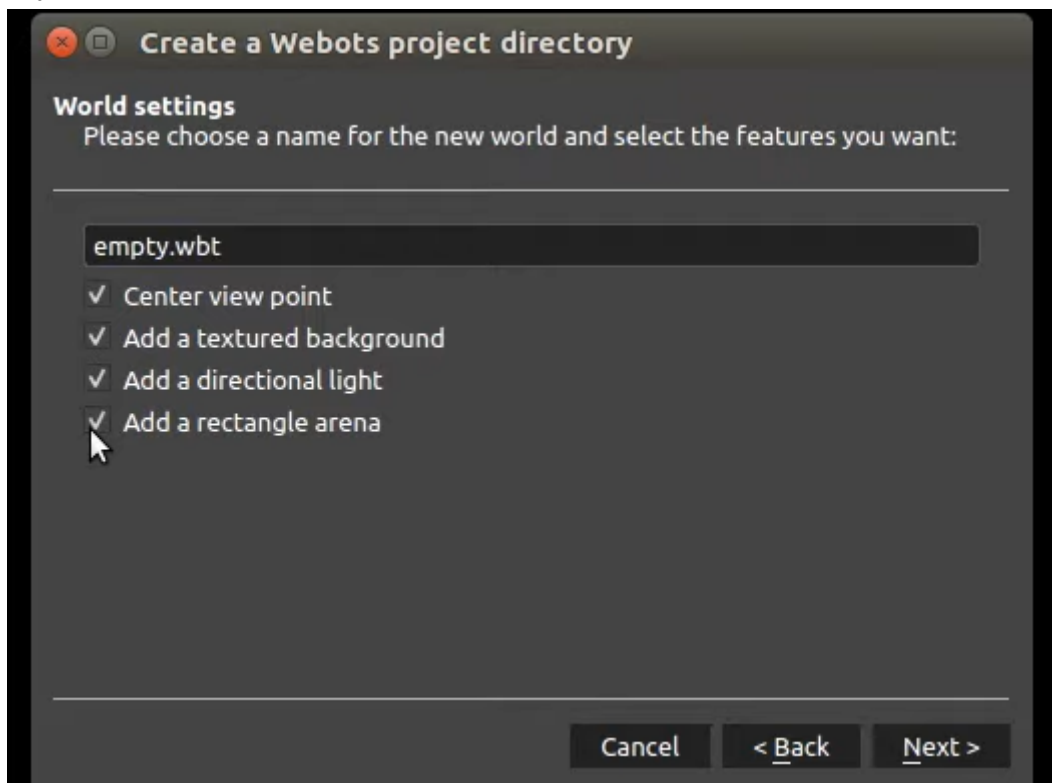 Create a Webots project directory
World settings
Please choose a name for the new world and select the features you want:
empty.wbt
Center view point
Add a textured background
Add a directional light
Add a rectangle arena
Cancel
< Back
Next >